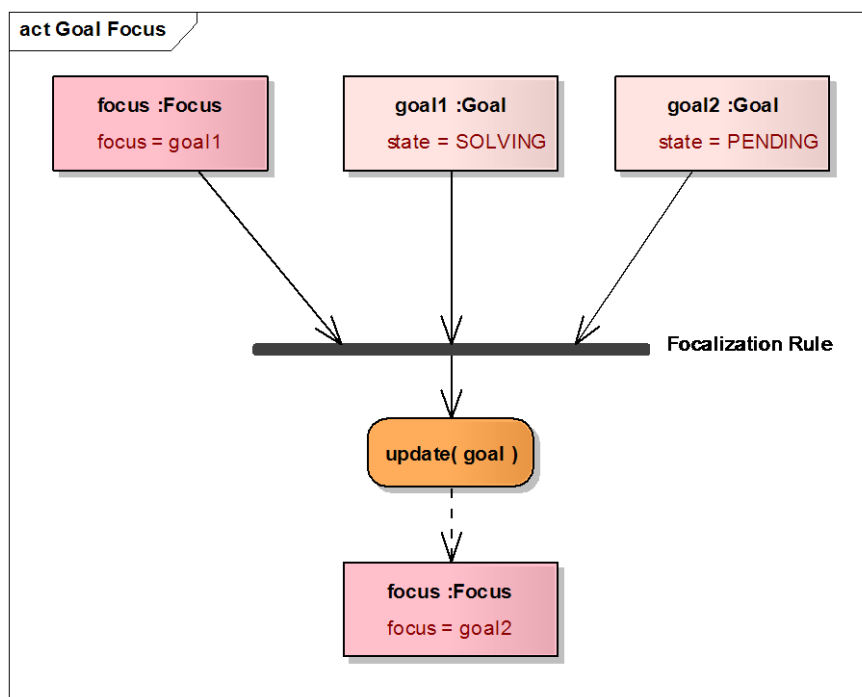 act Goal Focus
focus :Focus
focus = goal1
goal1 :Goal
state = SOLVING
goal2 :Goal
state = PENDING
Focalization Rule
update( goal )
focus :Focus
focus = goal2